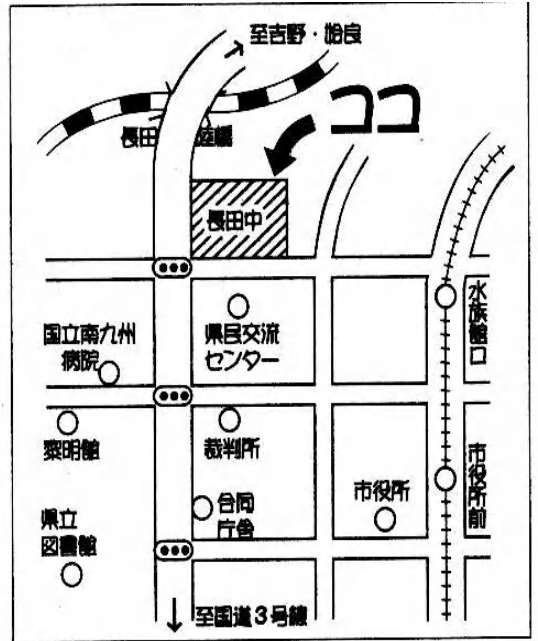 至吉野・姶良
ココ
長田 陸橋
長田中
水族館口
国立南九州
病院
県民交流
センター
黎明館
裁判所
市役所前
市役所
合同
庁舎
県立
図書館
至国道3号線